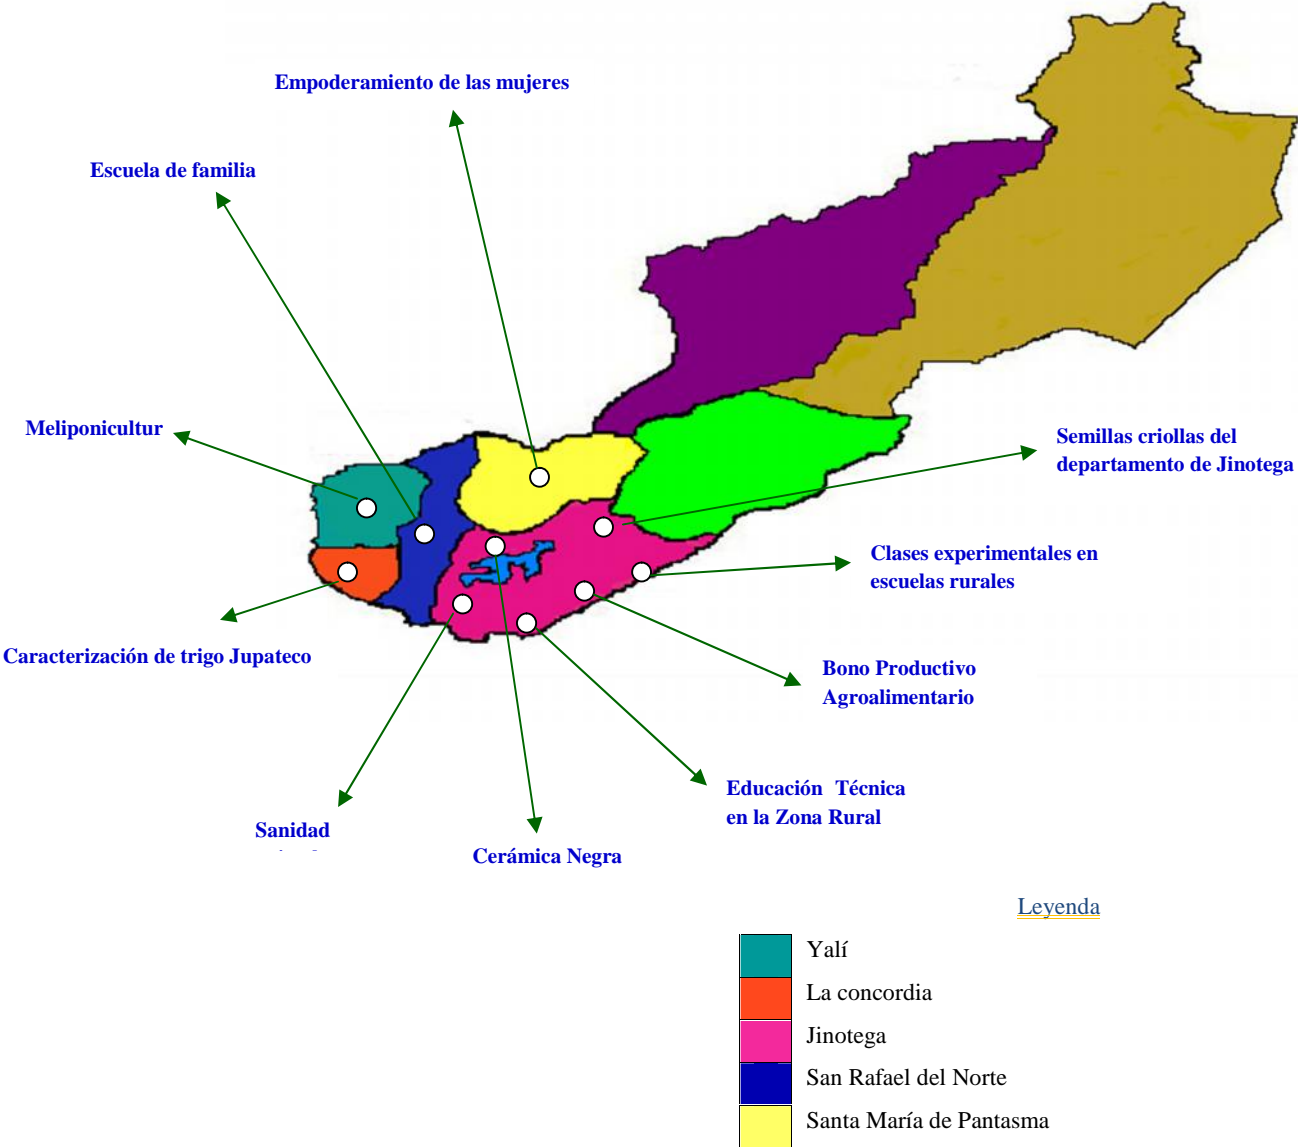 Empoderamiento de las mujeres
Escuela de familia
Meliponicultur
Semillas criollas del
departamento de Jinotega
Clases experimentales en
escuelas rurales
Caracterización de trigo Jupateco
Bono Productivo
Agroalimentario
Educación Técnica
en la Zona Rural
Sanidad
Cerámica Negra
Leyenda
Yalí
La concordia
Jinotega
San Rafael del Norte
Santa María de Pantasma